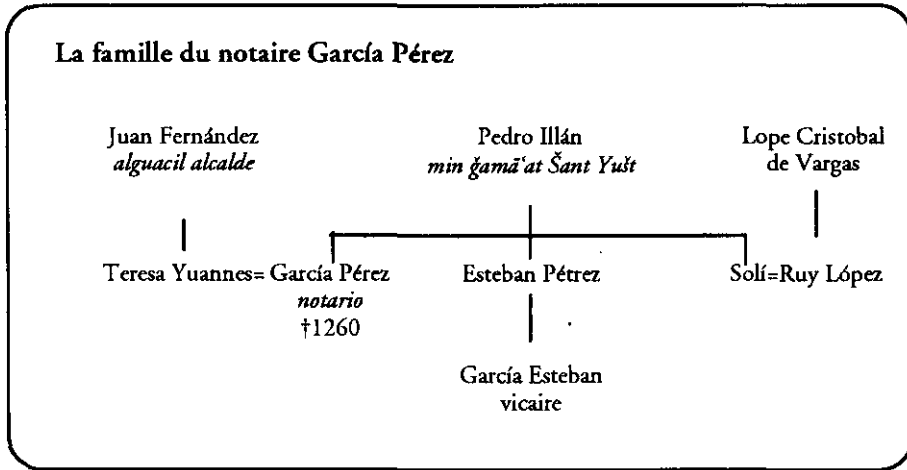 La famille du notaire García Pérez
Juan Fernández
alguacil alcalde
Pedro Illán
min ğamā‘at Šant Yušt
Lope Cristobal
de Vargas
Teresa Yuannes= García Pérez
notario
†1260
Esteban Pétrez
Solí=Ruy López
García Esteban
vicaire